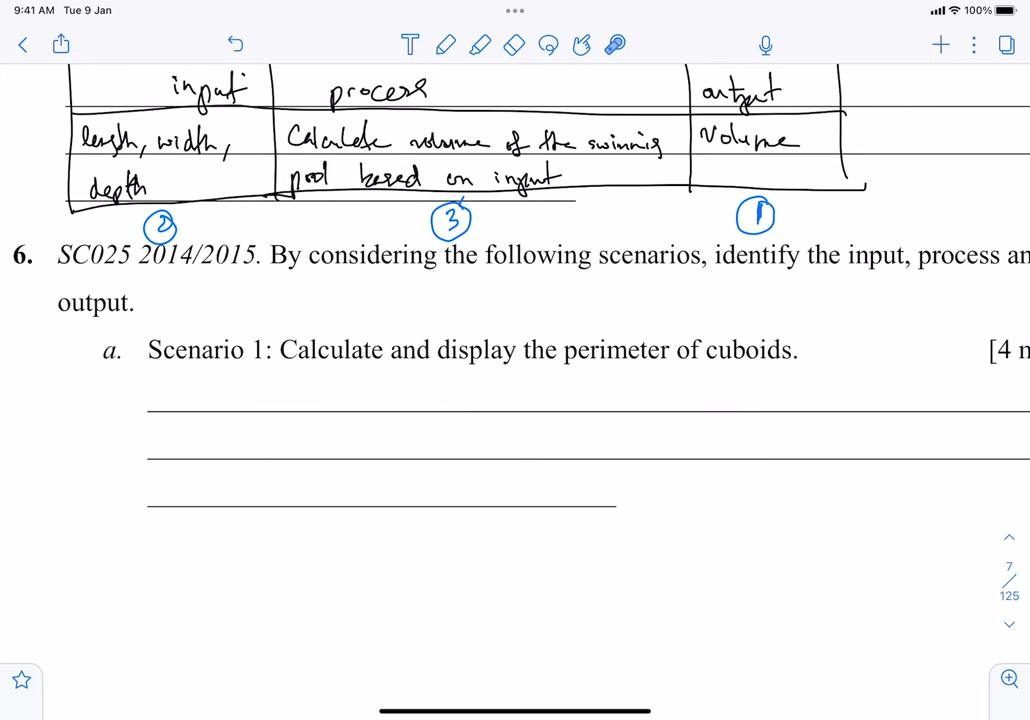 9:41 AM Tue 9 Jan
100%
input process output
length, width, Calculate volume of the swimmig Volume
depth pool based on input
2 3 1
6. SC025 2014/2015. By considering the following scenarios, identify the input, process an
output.
a. Scenario 1: Calculate and display the perimeter of cuboids. [4 m
7
125